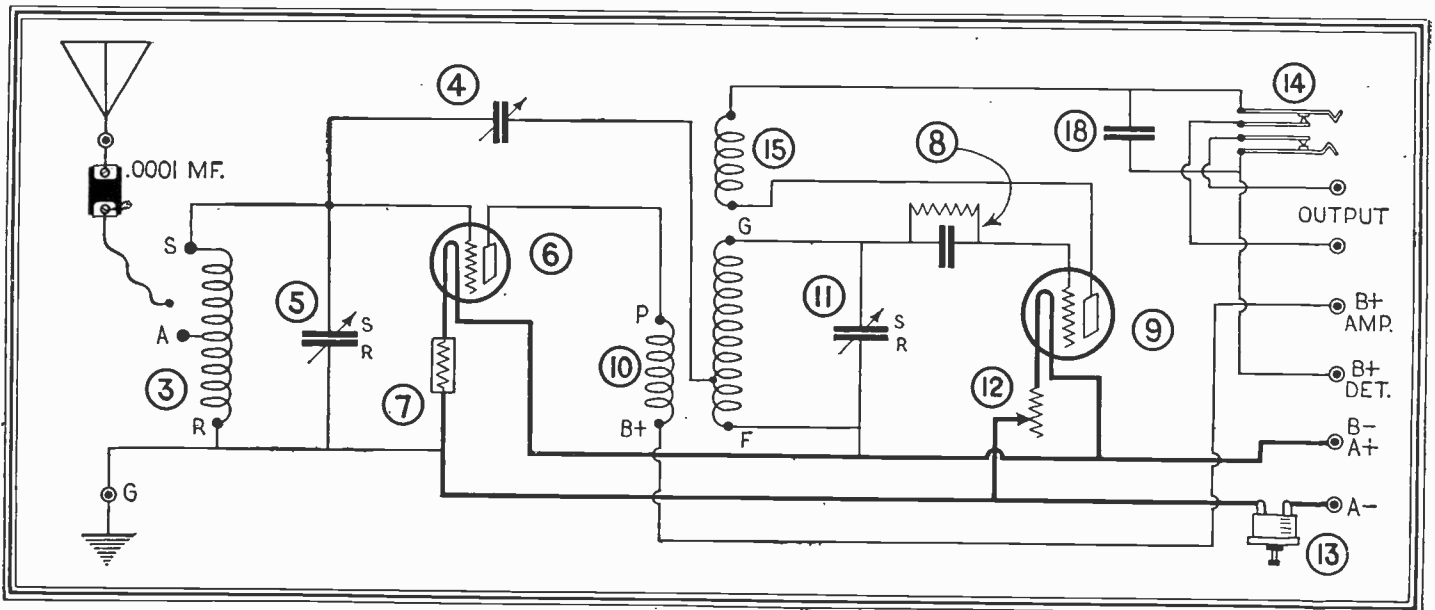 .0001 MF.
S
A
3
R
G
4
5
S
R
6
7
P
10
B+
15
8
G
11
S
R
F
9
12
18
14
OUTPUT
B+
AMP.
B+
DET.
B-
A+
A-
13